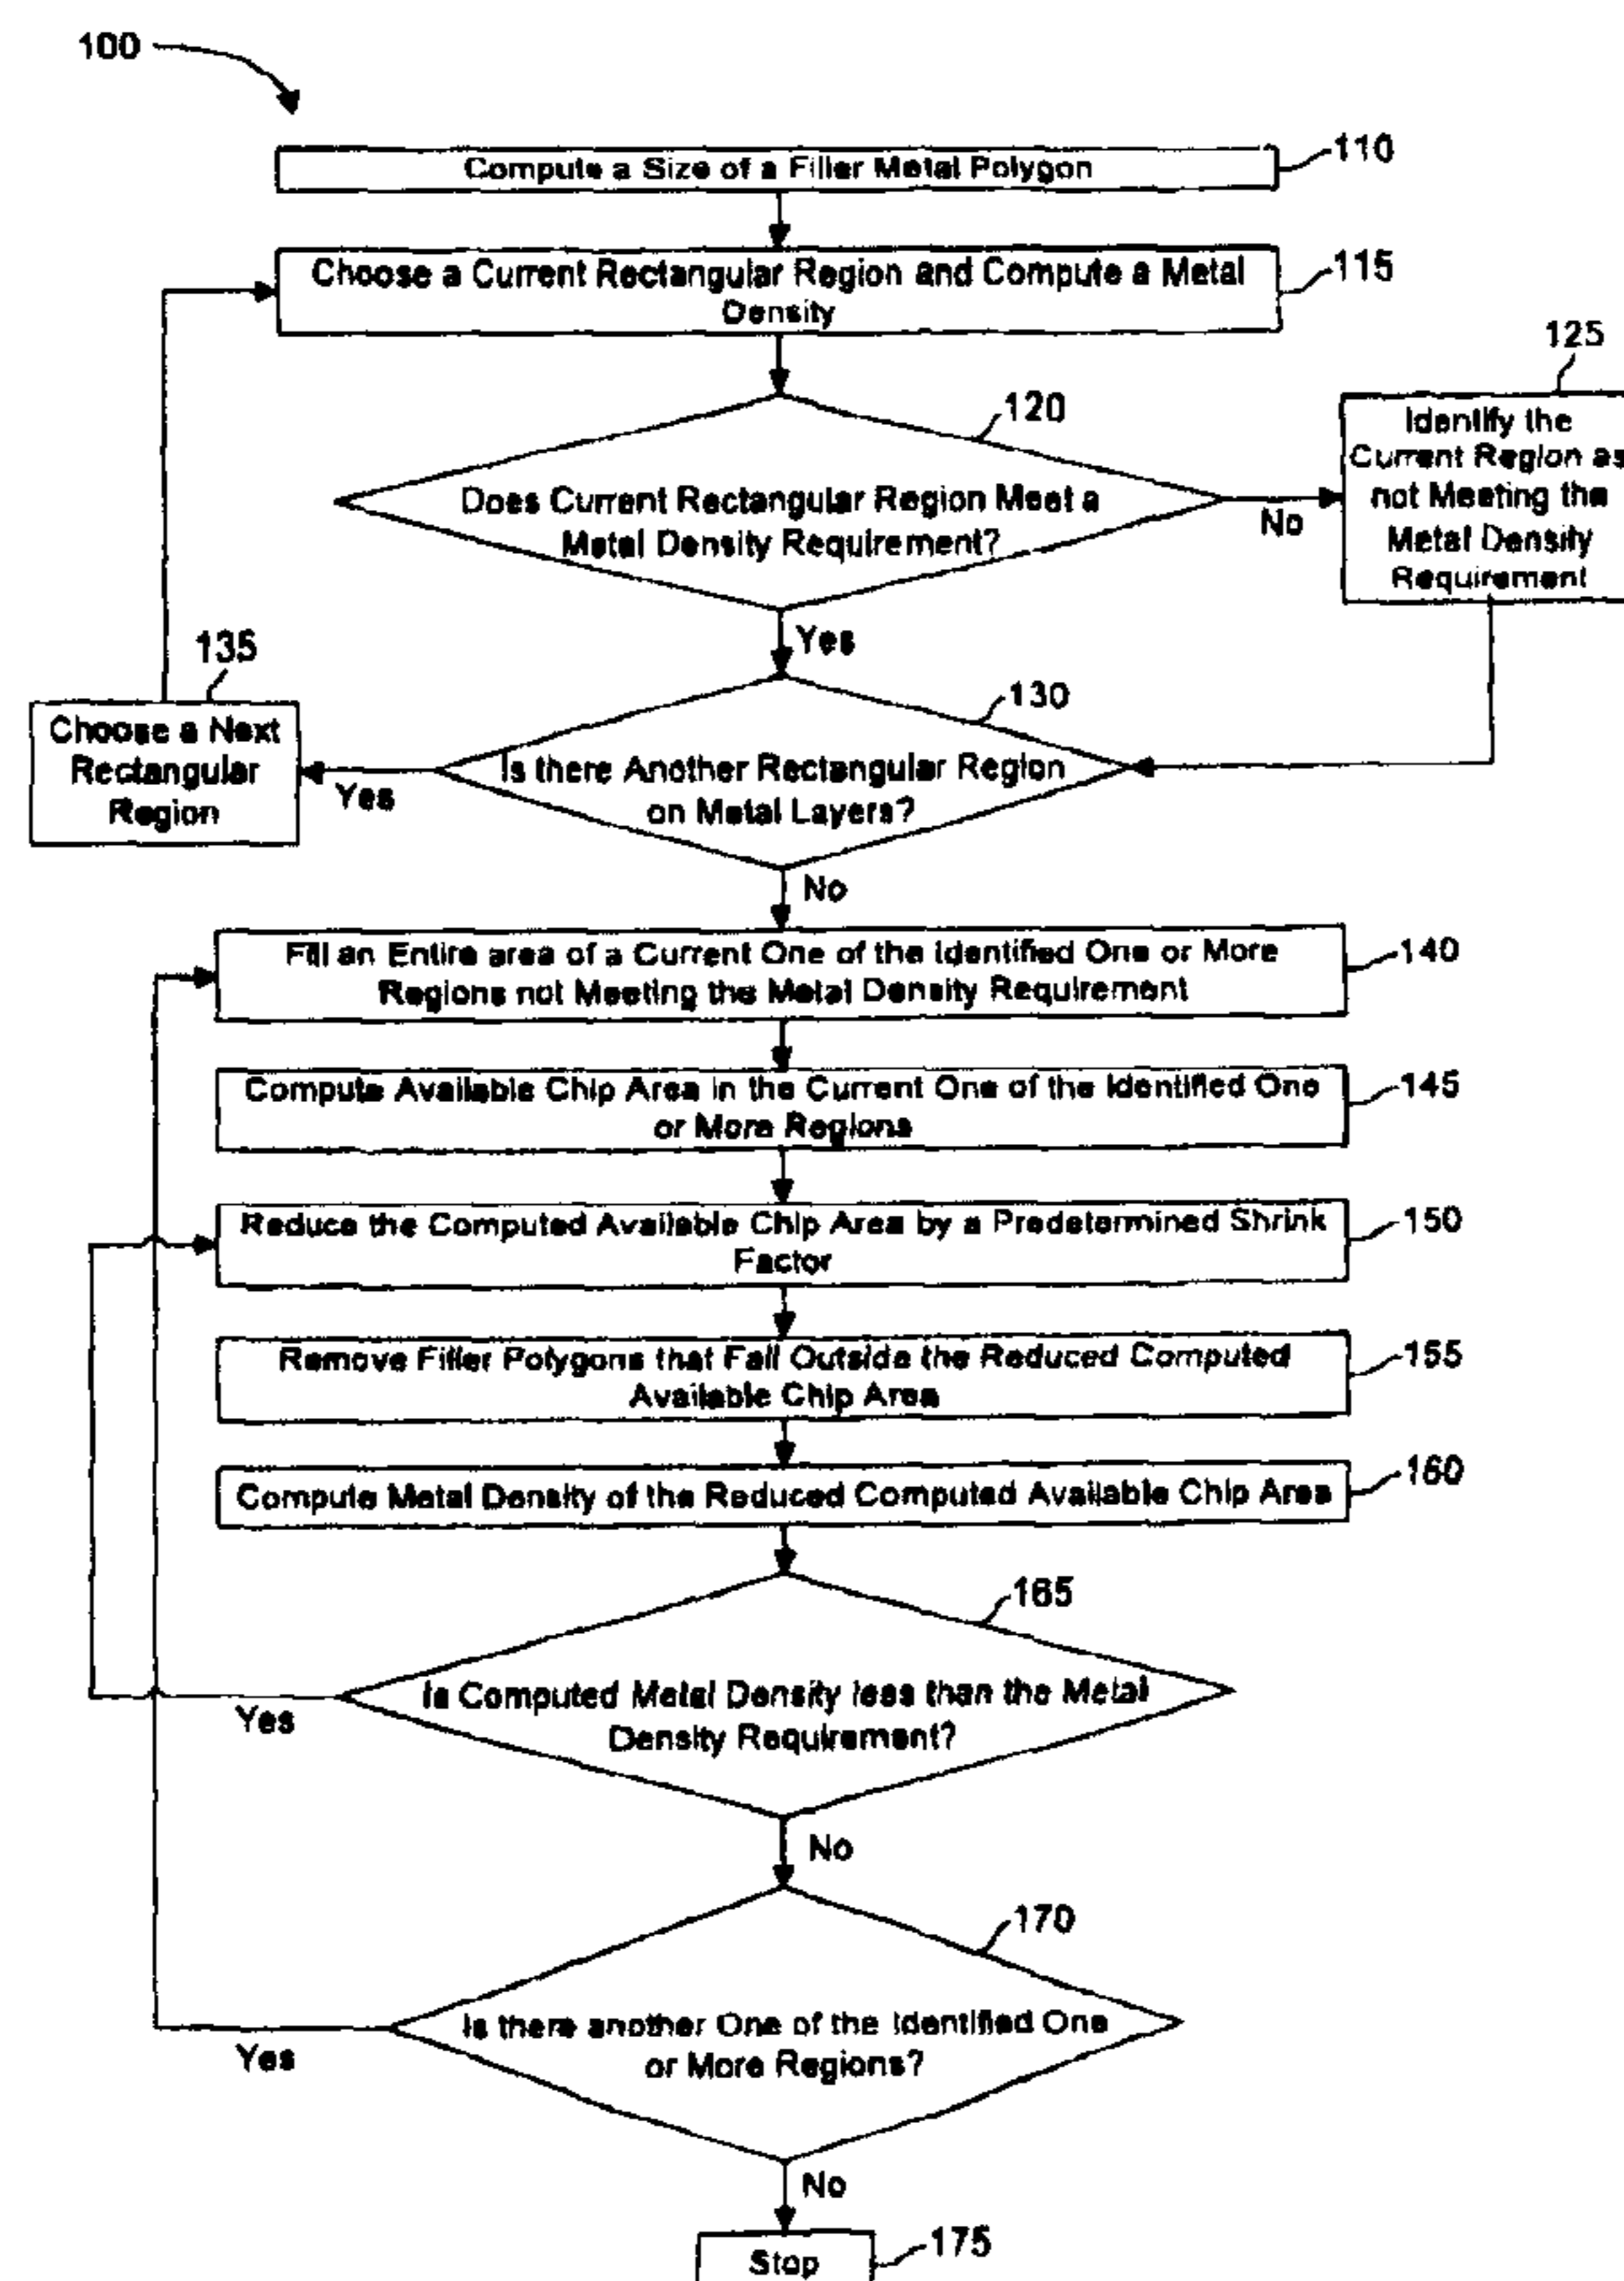 100
Compute a Size of a Filler Metal Polygon
110
Choose a Current Rectangular Region and Compute a Metal
Density
115
120
Does Current Rectangular Region Meet a
Metal Density Requirement?
No
125
Identify the
Current Region as
not Meeting the
Metal Density
Requirement
Yes
130
Is there Another Rectangular Region
on Metal Layers?
Yes
135
Choose a Next
Rectangular
Region
No
Fill an Entire area of a Current One of the Identified One or More
Regions not Meeting the Metal Density Requirement
140
Compute Available Chip Area in the Current One of the Identified One
or More Regions
145
Reduce the Computed Available Chip Area by a Predetermined Shrink
Factor
150
Remove Filler Polygons that Fall Outside the Reduced Computed
Available Chip Area
155
Compute Metal Density of the Reduced Computed Available Chip Area
160
165
Is Computed Metal Density less than the Metal
Density Requirement?
Yes
No
170
Is there another One of the Identified One
or More Regions?
Yes
No
Stop
175